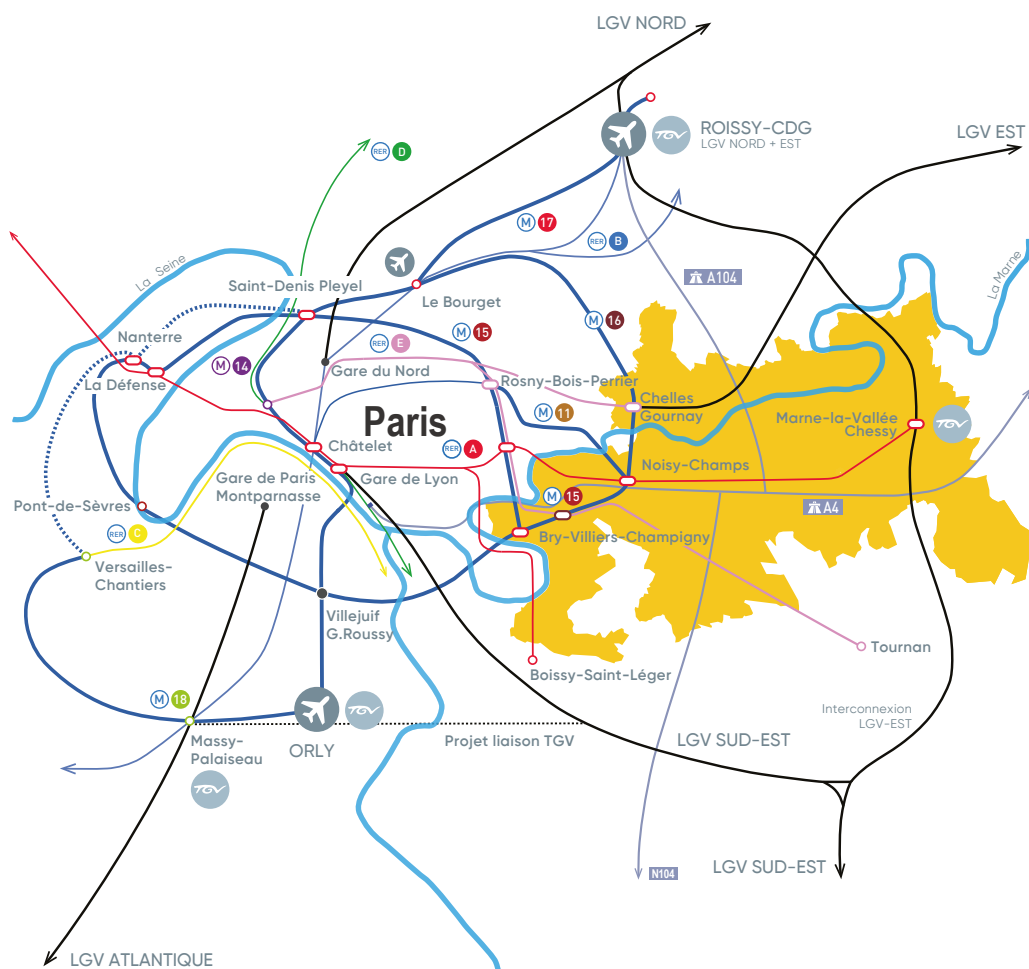 LGV NORD
ROISSY-CDG
LGV NORD + EST
TGV
LGV EST
RER D
M 17
RER B
A104
La Seine
La Marne
Saint-Denis Pleyel
Le Bourget
Nanterre
La Défense
M 14
M 15
RER E
M 16
Gare du Nord
Rosny-Bois-Perrier
Chelles
Gournay
Paris
M 11
Marne-la-Vallée
Chessy
TGV
Châtelet
RER A
Noisy-Champs
Gare de Lyon
Gare de Paris
Montparnasse
M 15
Pont-de-Sèvres
A4
RER C
Bry-Villiers-Champigny
Versailles-
Chantiers
Villejuif
G.Roussy
Tournan
Boissy-Saint-Léger
M 18
TGV
Interconnexion
LGV-EST
Massy-
Palaiseau
ORLY
Projet liaison TGV
LGV SUD-EST
TGV
LGV SUD-EST
N104
LGV ATLANTIQUE